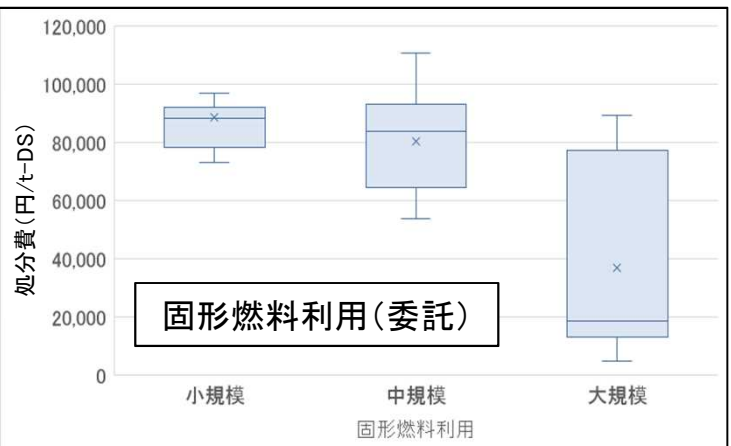 120,000
100,000
80,000
60,000
40,000
20,000
0
処分費(円/t-DS)
固形燃料利用(委託)
小規模
中規模
大規模
固形燃料利用